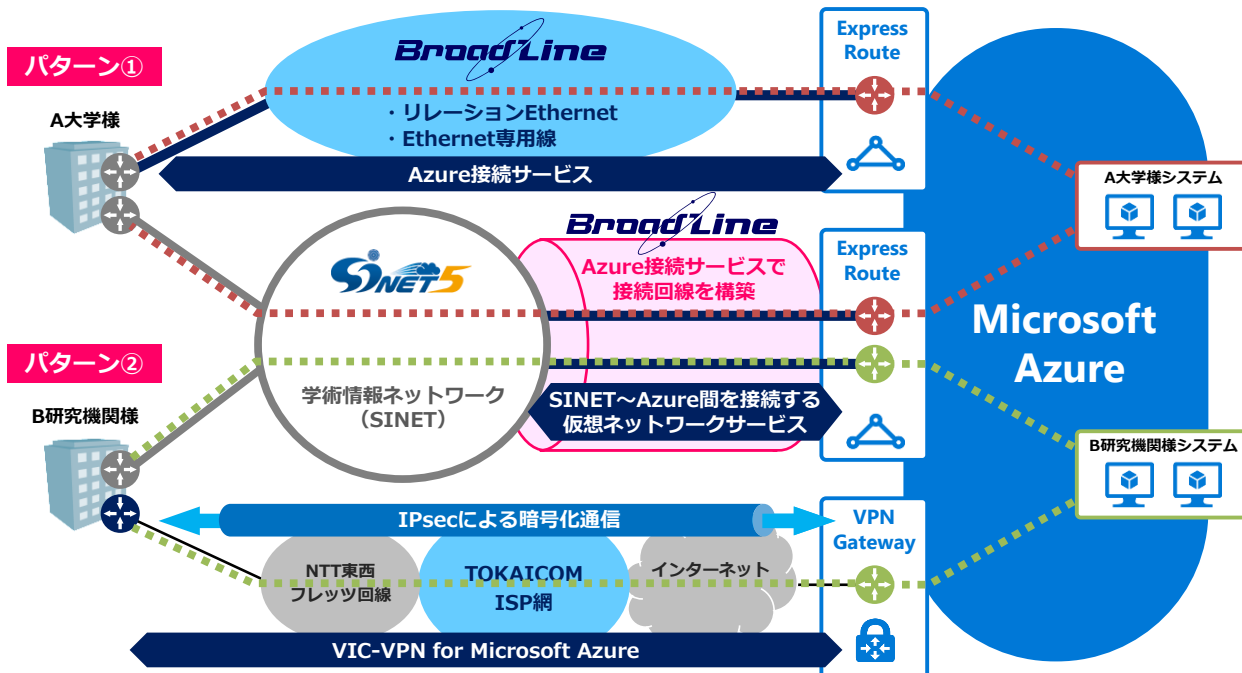 パターン①
A大学様
BroadLine
・リレーションEthernet
・Ethernet専用線
Azure接続サービス
Express
Route
A大学様システム
SINET5
学術情報ネットワーク
（SINET）
BroadLine
Azure接続サービスで
接続回線を構築
SINET～Azure間を接続する
仮想ネットワークサービス
Express
Route
Microsoft
Azure
パターン②
B研究機関様
B研究機関様システム
IPsecによる暗号化通信
NTT東西
フレッツ回線
TOKAICOM
ISP網
インターネット
VPN
Gateway
VIC-VPN for Microsoft Azure